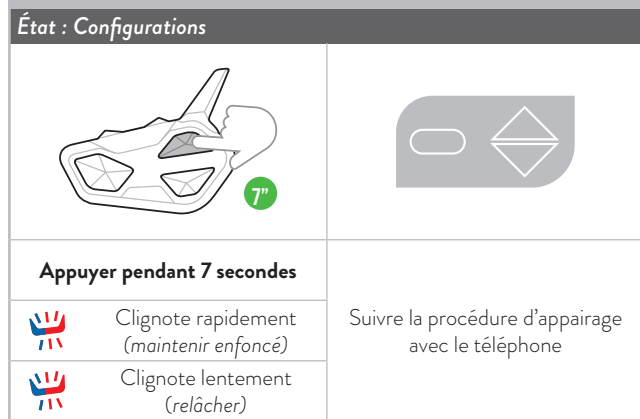 État : Configurations
7”
Appuyer pendant 7 secondes
Clignote rapidement
(maintenir enfoncé)
Clignote lentement
(relâcher)
Suivre la procédure d’appairage
avec le téléphone